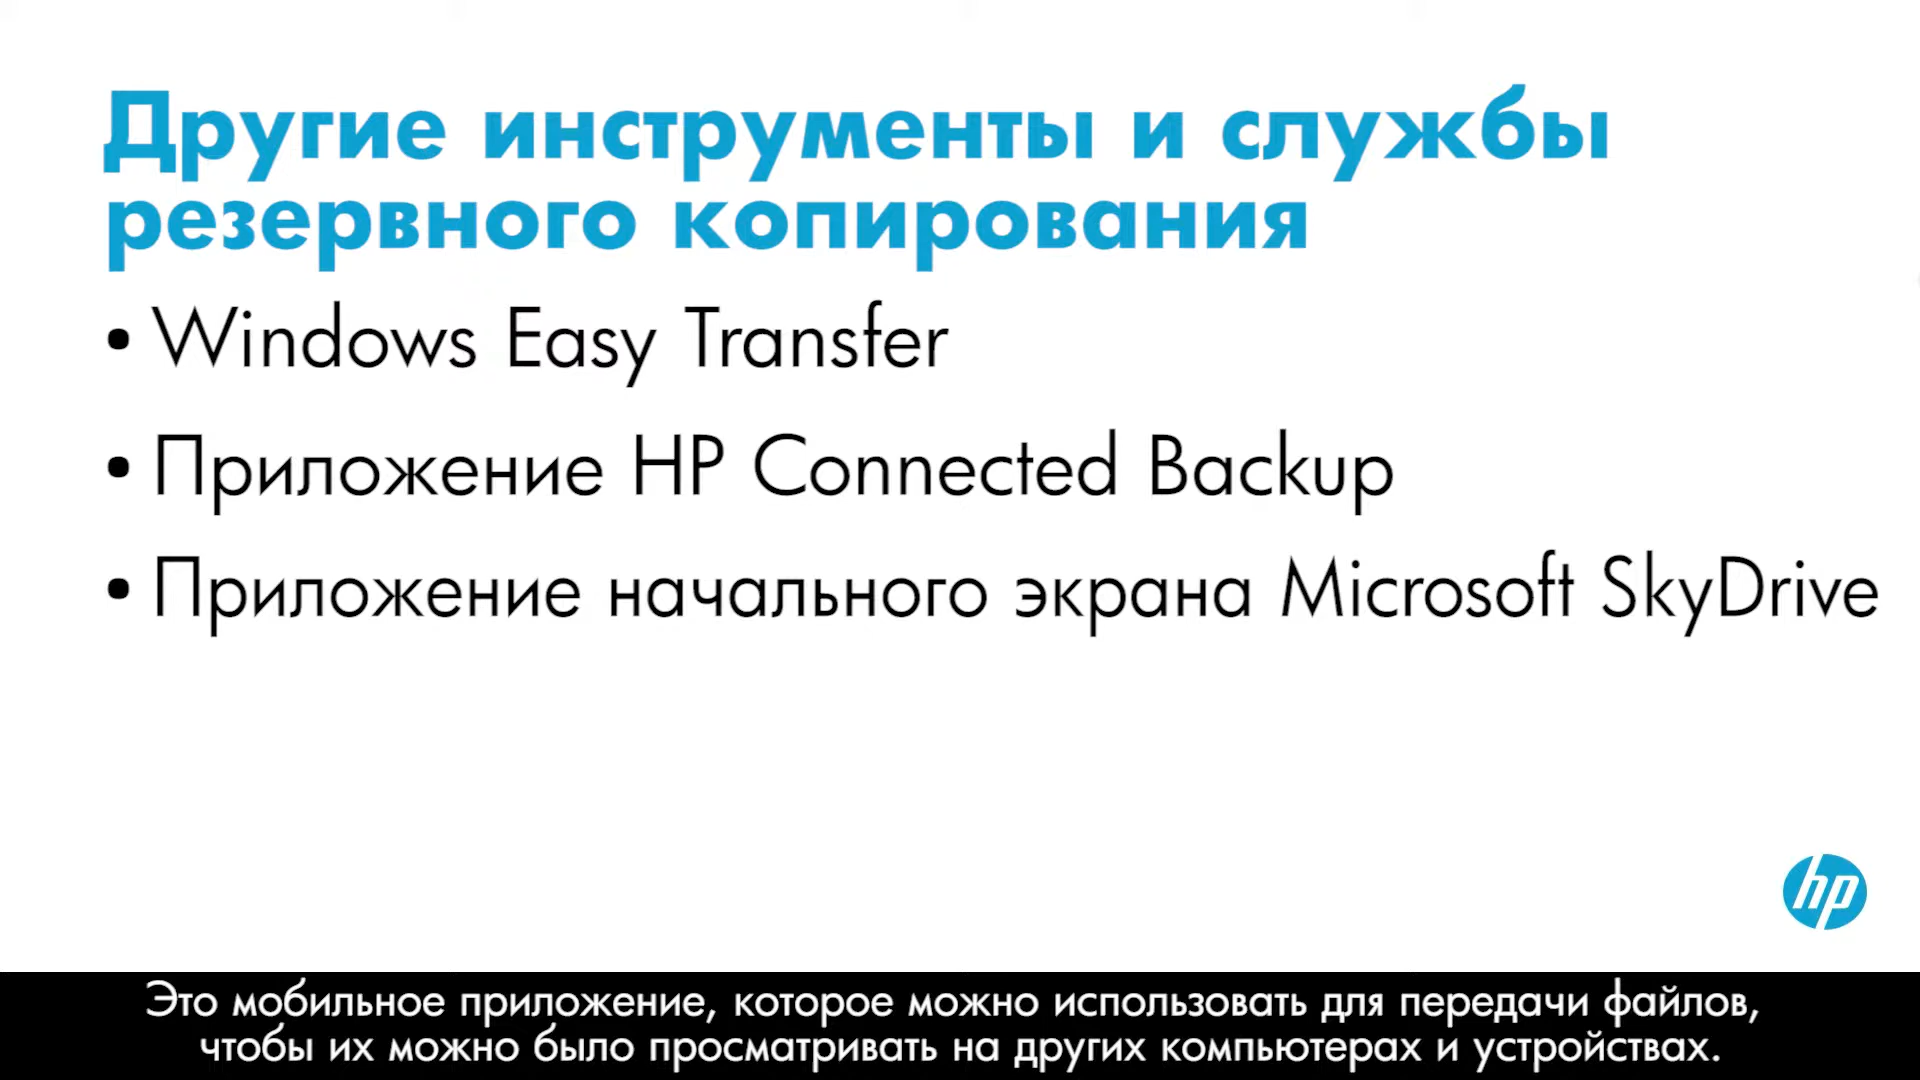 Другие инструменты и службы
резервного копирования
• Windows Easy Transfer
• Приложение HP Connected Backup
• Приложение начального экрана Microsoft SkyDrive
hp
Это мобильное приложение, которое можно использовать для передачи файлов,
чтобы их можно было просматривать на других компьютерах и устройствах.